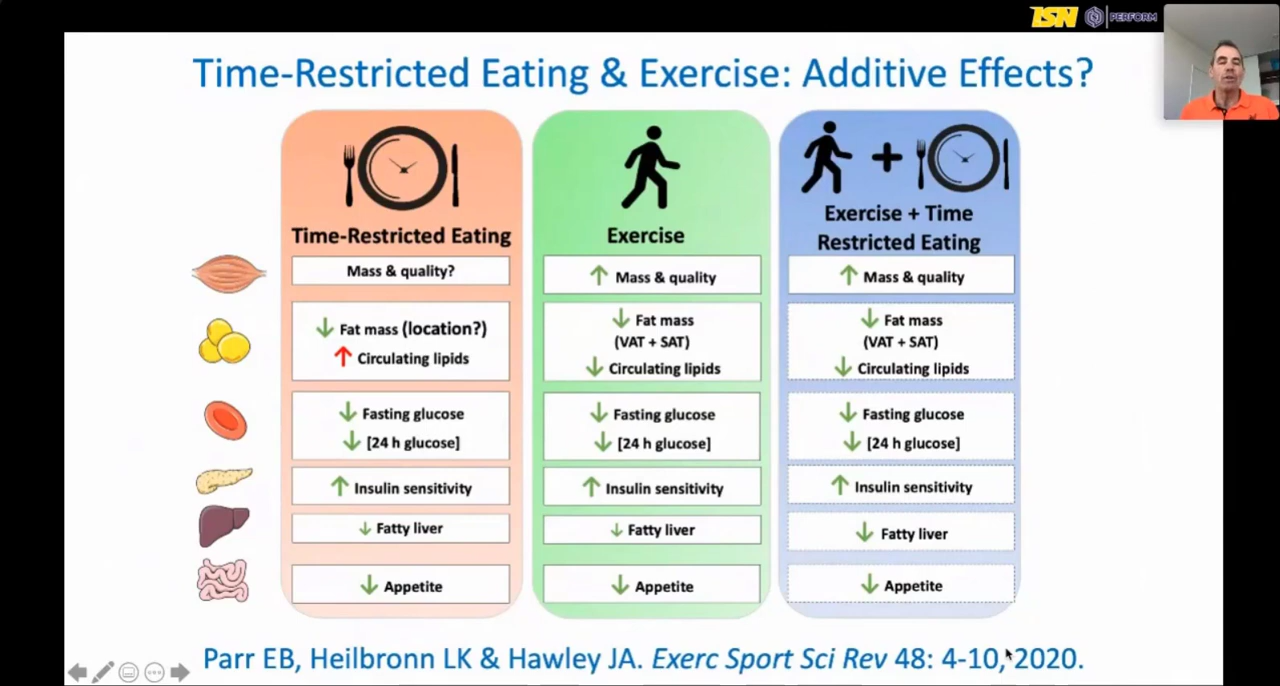 ISN PERFORM
Time-Restricted Eating & Exercise: Additive Effects?
Time-Restricted Eating
Mass & quality?
↓ Fat mass (location?)
↑ Circulating lipids
↓ Fasting glucose
↓ [24 h glucose]
↑ Insulin sensitivity
↓ Fatty liver
↓ Appetite
Exercise
↑ Mass & quality
↓ Fat mass
(VAT + SAT)
↓ Circulating lipids
↓ Fasting glucose
↓ [24 h glucose]
↑ Insulin sensitivity
↓ Fatty liver
↓ Appetite
+
Exercise + Time
Restricted Eating
↑ Mass & quality
↓ Fat mass
(VAT + SAT)
↓ Circulating lipids
↓ Fasting glucose
↓ [24 h glucose]
↑ Insulin sensitivity
↓ Fatty liver
↓ Appetite
Parr EB, Heilbronn LK & Hawley JA. Exerc Sport Sci Rev 48: 4-10, 2020.